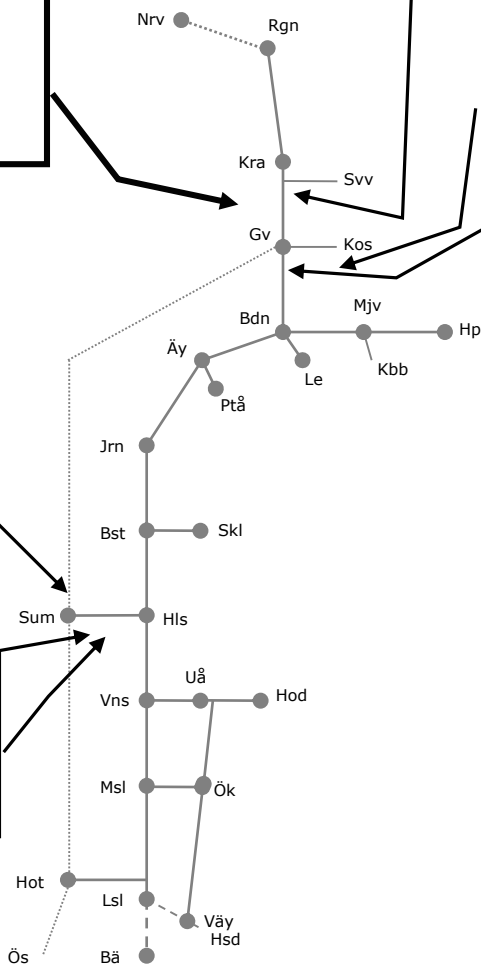 Nrv
Rgn
Kra
Svv
Gv
Kos
Bdn
Mjv
Hp
Äy
Le
Kbb
Ptå
Jrn
Bst
Skl
Sum
Hls
Uå
Vns
Hod
Msl
Ök
Hot
Lsl
Väy
Hsd
Ös
Bä